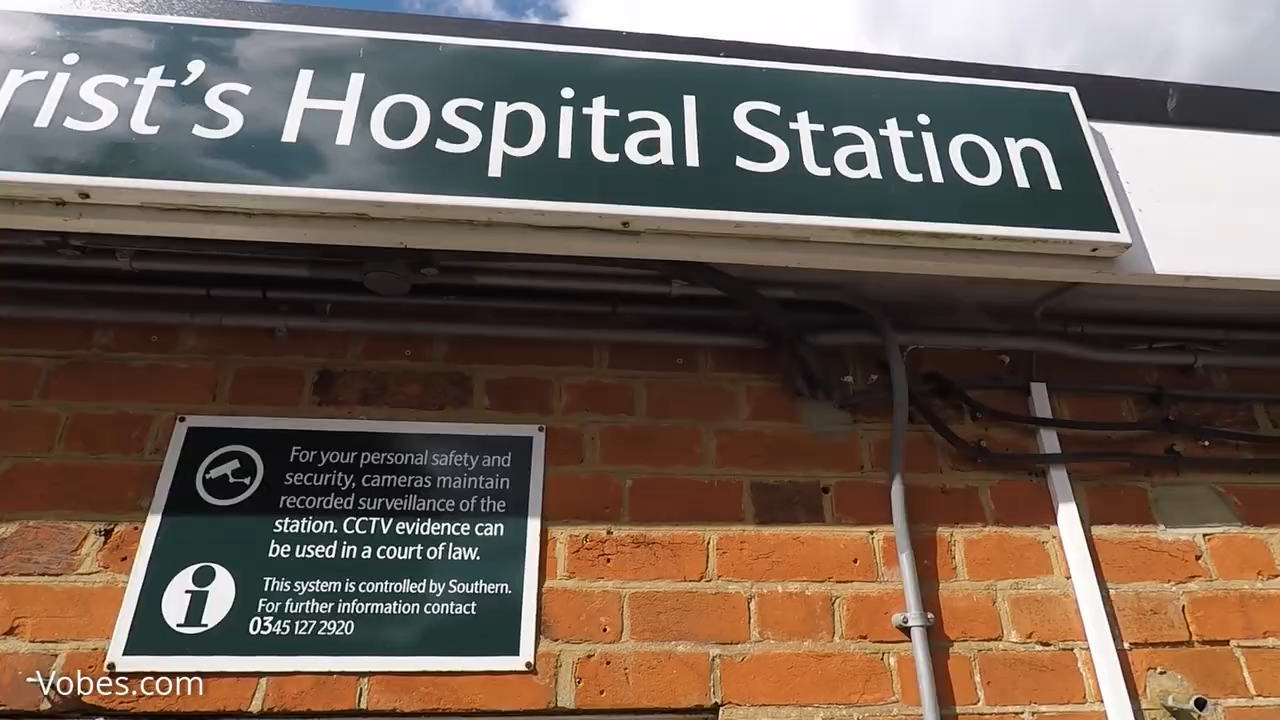 rist's Hospital Station
For your personal safety and
security, cameras maintain
recorded surveillance of the
station. CCTV evidence can
be used in a court of law.
This system is controlled by Southern.
For further information contact
0345 127 2920
Vobes.com